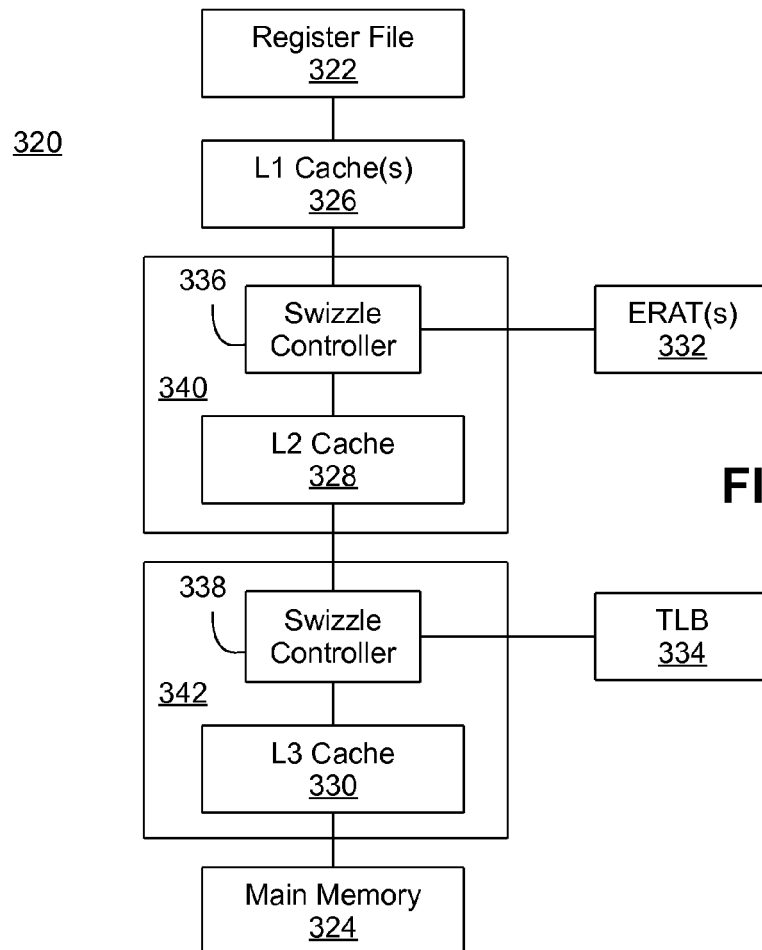 Register File
322
320
L1 Cache(s)
326
336
Swizzle
Controller
ERAT(s)
332
340
L2 Cache
328
FI
338
Swizzle
Controller
TLB
334
342
L3 Cache
330
Main Memory
324